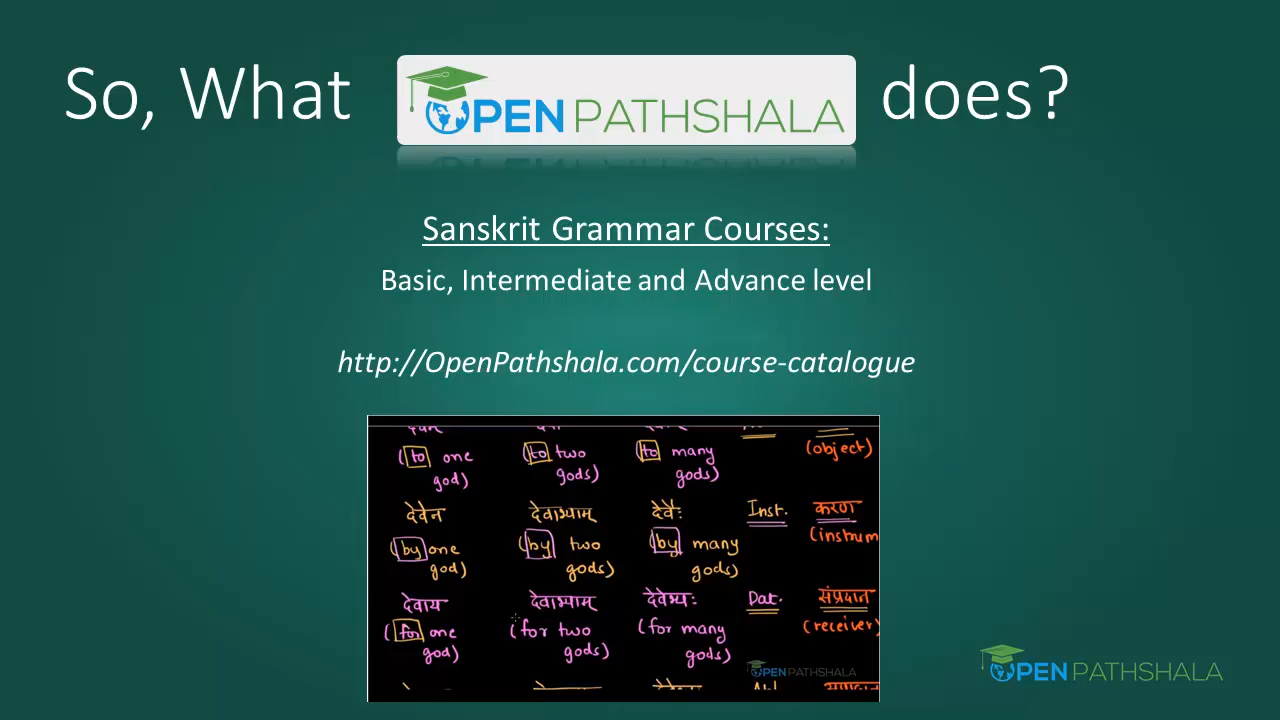 So, What OPEN PATHSHALA does?
Sanskrit Grammar Courses:
Basic, Intermediate and Advance level
http://OpenPathshala.com/course-catalogue
(object)
(to one god) (to two gods) (to many gods)
देवेन देवाभ्याम् देवैः Inst. करण
(by one god) (by two gods) (by many gods) (instrum
देवाय देवाभ्याम् देवेभ्यः Dat. संप्रदान
(for one god) (for two gods) (for many gods) (receiver)
OPEN PATHSHALA
OPEN PATHSHALA